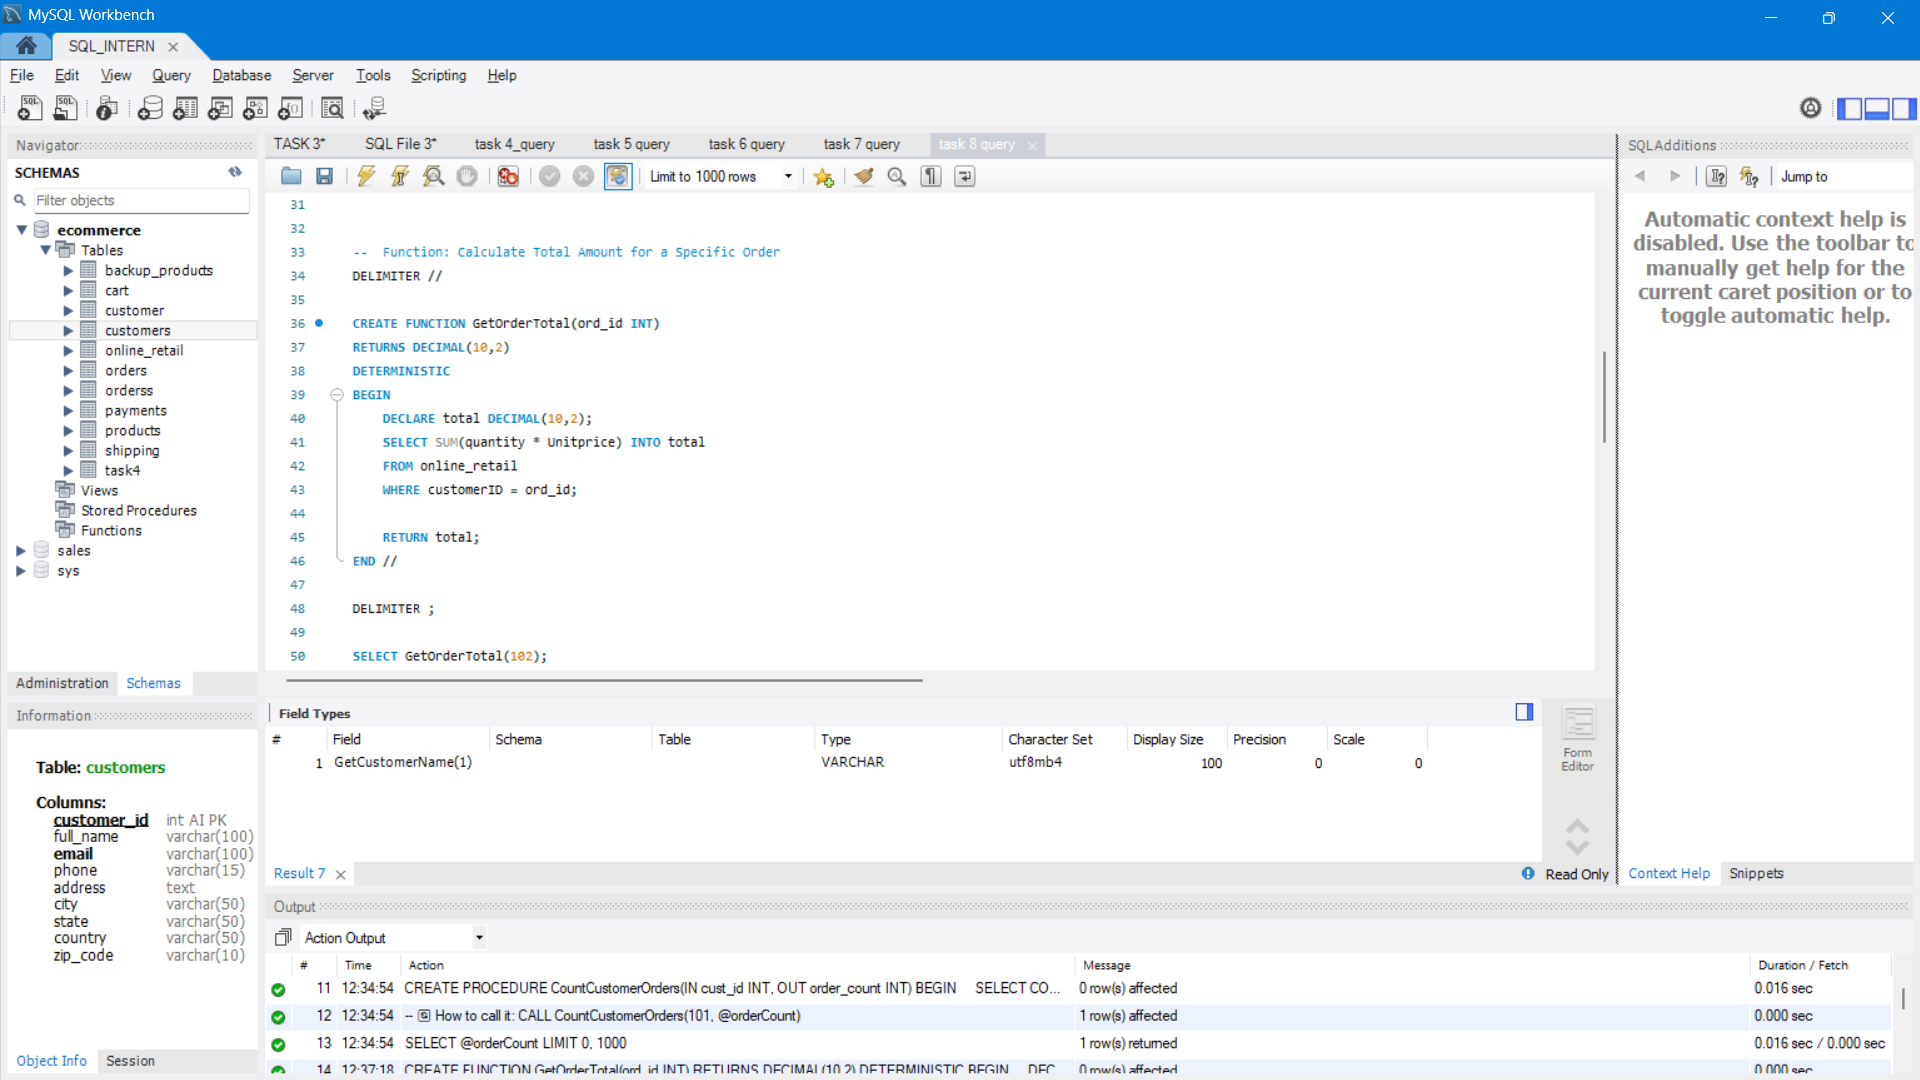 MySQL Workbench
SQL_INTERN
File Edit View Query Database Server Tools Scripting Help
Navigator
SCHEMAS
Filter objects
ecommerce
Tables
backup_products
cart
customer
customers
online_retail
orders
orderss
payments
products
shipping
task4
Views
Stored Procedures
Functions
sales
sys
Administration Schemas
Information
Table: customers
Columns:
customer_id int AI PK
full_name varchar(100)
email varchar(100)
phone varchar(15)
address text
city varchar(50)
state varchar(50)
country varchar(50)
zip_code varchar(10)
Object Info Session
TASK 3* SQL File 3* task 4_query task 5 query task 6 query task 7 query task 8 query
Limit to 1000 rows
31
32
33 -- Function: Calculate Total Amount for a Specific Order
34 DELIMITER //
35
36 CREATE FUNCTION GetOrderTotal(ord_id INT)
37 RETURNS DECIMAL(10,2)
38 DETERMINISTIC
39 BEGIN
40 DECLARE total DECIMAL(10,2);
41 SELECT SUM(quantity * Unitprice) INTO total
42 FROM online_retail
43 WHERE customerID = ord_id;
44
45 RETURN total;
46 END //
47
48 DELIMITER ;
49
50 SELECT GetOrderTotal(102);
Field Types
# Field Schema Table Type Character Set Display Size Precision Scale
1 GetCustomerName(1) VARCHAR utf8mb4 100 0 0
Form
Editor
Result 7
Read Only
Output
Action Output
# Time Action Message Duration / Fetch
11 12:34:54 CREATE PROCEDURE CountCustomerOrders(IN cust_id INT, OUT order_count INT) BEGIN SELECT CO... 0 row(s) affected 0.016 sec
12 12:34:54 -- How to call it: CALL CountCustomerOrders(101, @orderCount) 1 row(s) affected 0.000 sec
13 12:34:54 SELECT @orderCount LIMIT 0, 1000 1 row(s) returned 0.016 sec / 0.000 sec
14 12:37:18 CREATE FUNCTION GetOrderTotal(ord_id INT) RETURNS DECIMAL(10,2) DETERMINISTIC BEGIN DEC... 0 row(s) affected 0.000 sec
SQLAdditions
Jump to
Automatic context help is
disabled. Use the toolbar to
manually get help for the
current caret position or to
toggle automatic help.
Context Help Snippets